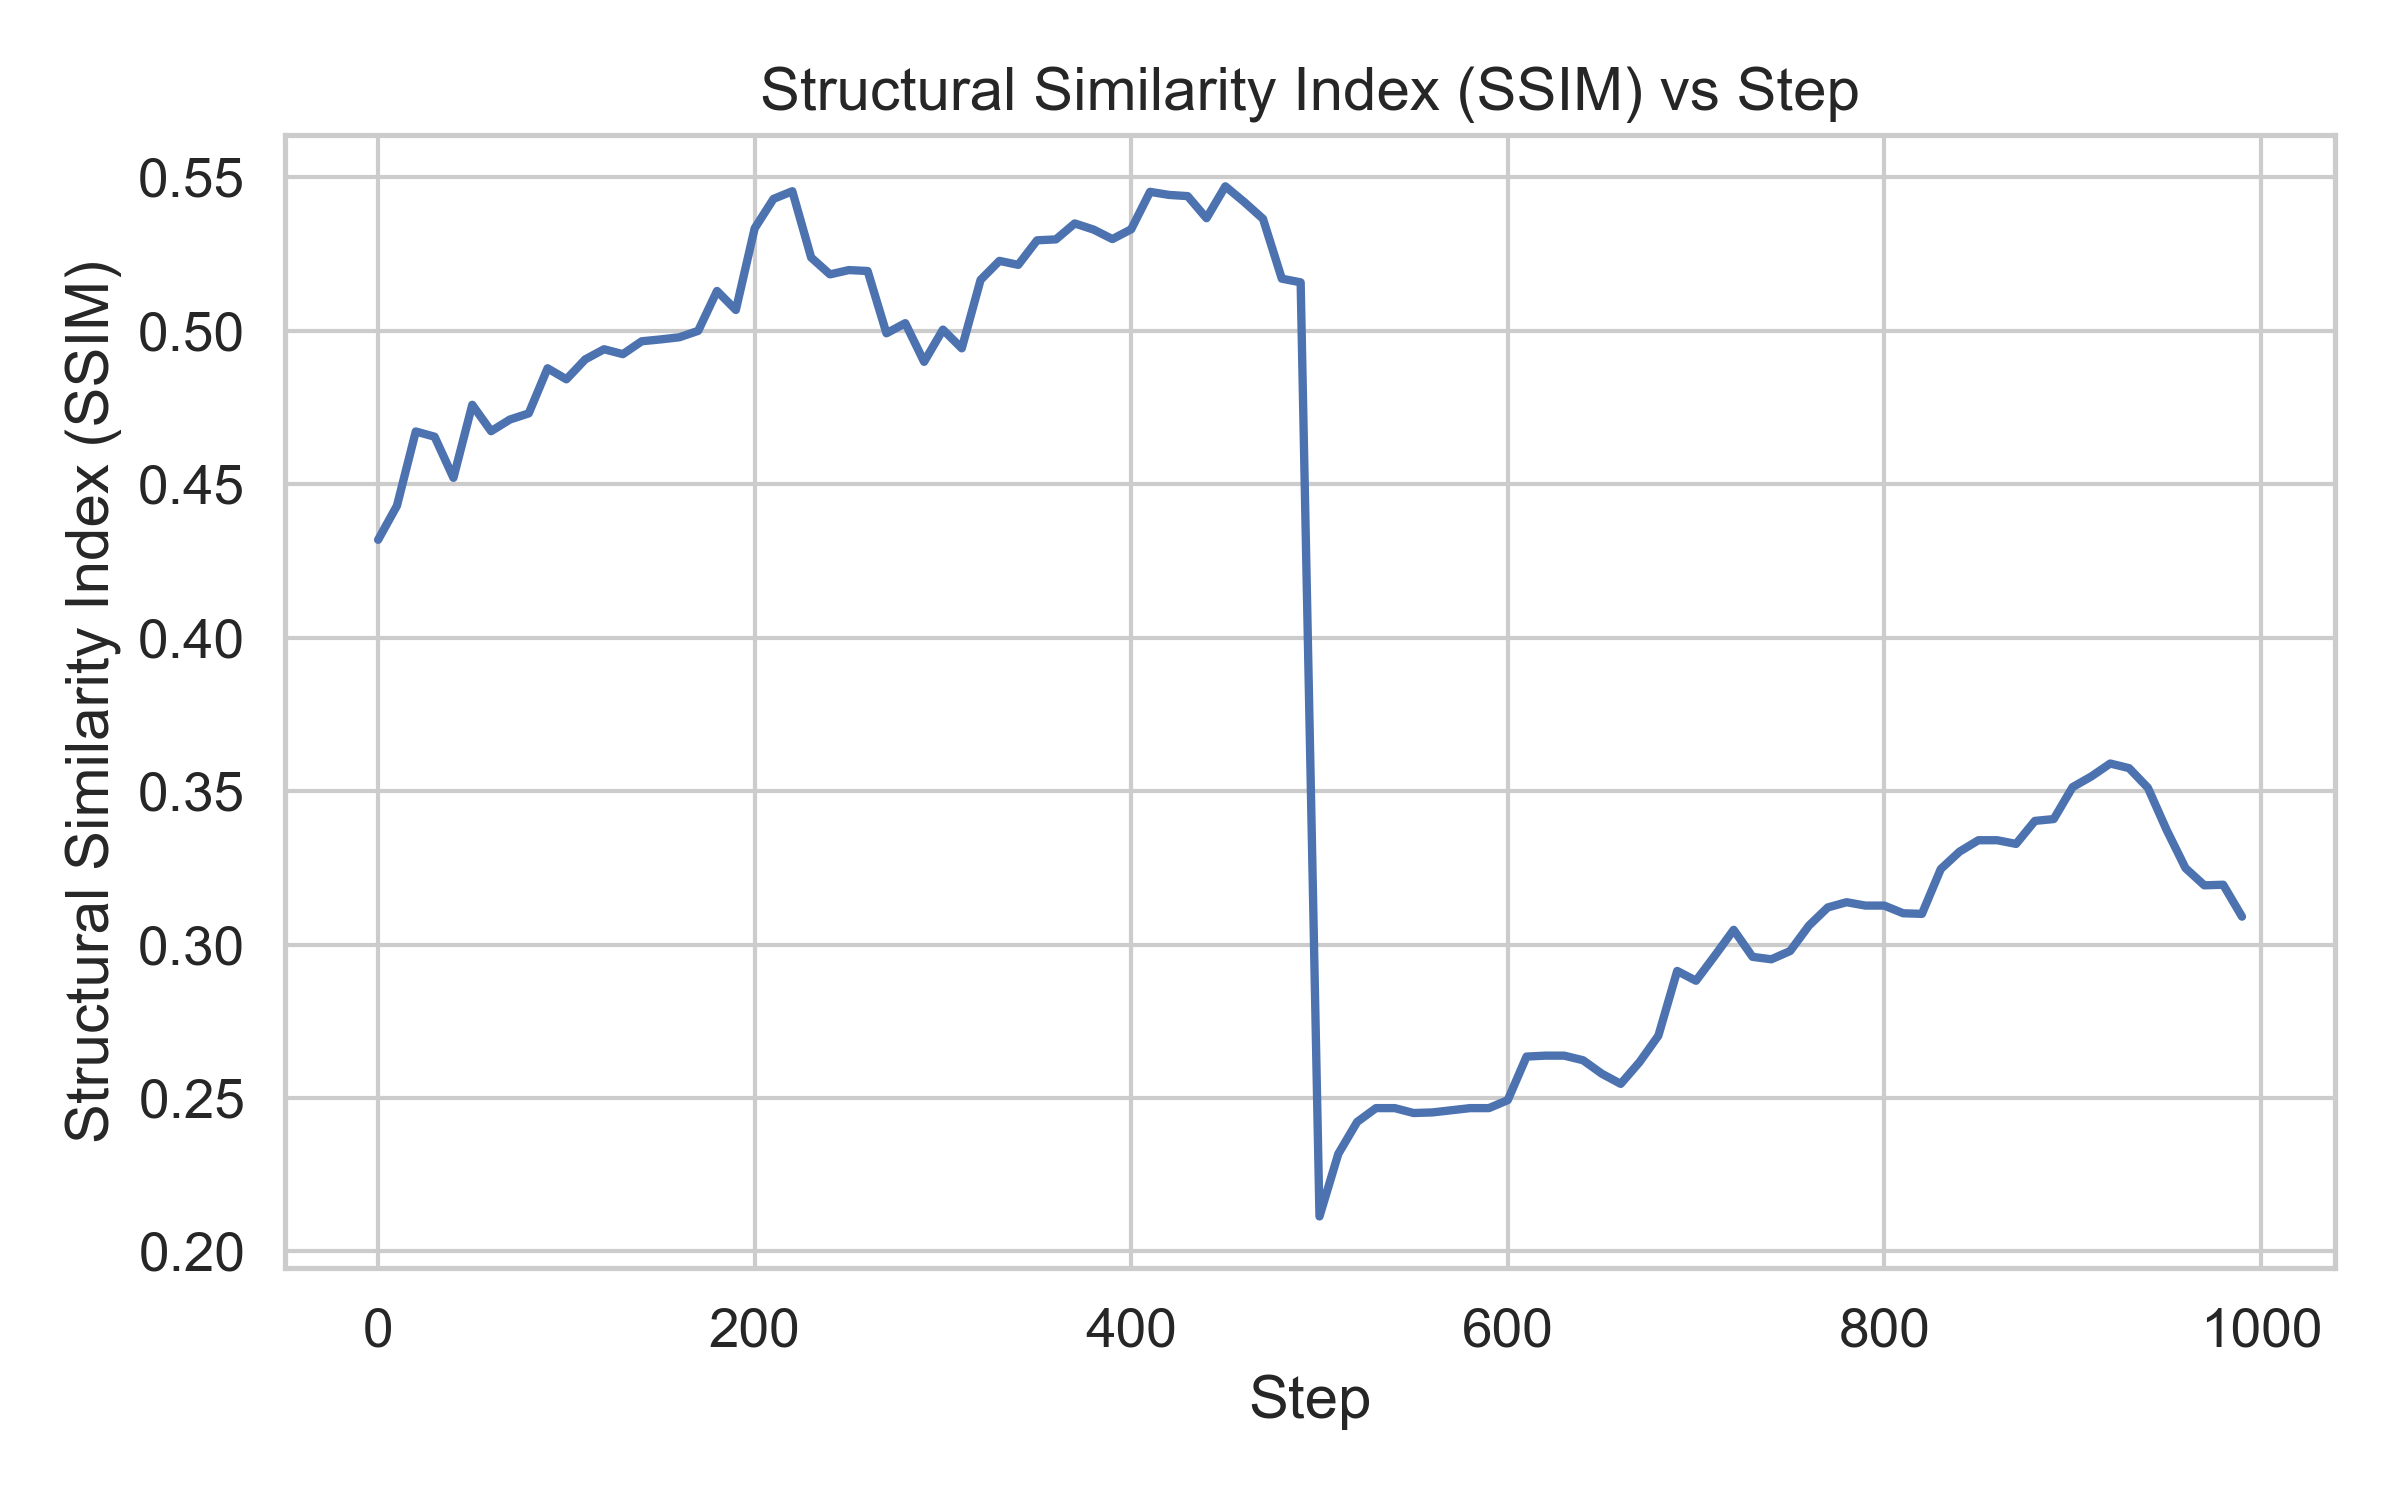 Structural Similarity Index (SSIM) vs Step
Structural Similarity Index (SSIM)
0.55
0.50
0.45
0.40
0.35
0.30
0.25
0.20
0 200 400 600 800 1000
Step